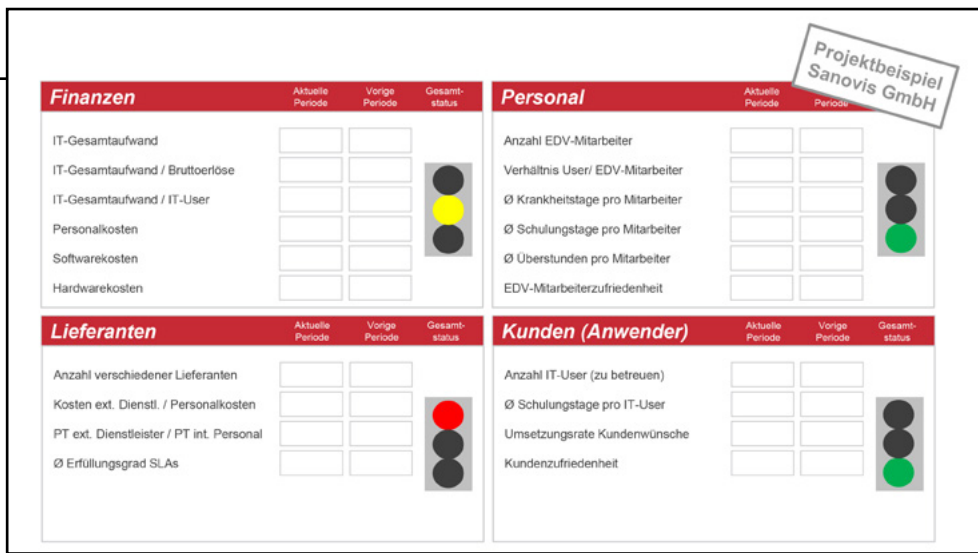 Projektbeispiel
Sanovis GmbH
Finanzen
Aktuelle Periode
Vorige Periode
Gesamt-status
IT-Gesamtaufwand
IT-Gesamtaufwand / Bruttoerlöse
IT-Gesamtaufwand / IT-User
Personalkosten
Softwarekosten
Hardwarekosten
Personal
Aktuelle Periode
Periode
Anzahl EDV-Mitarbeiter
Verhältnis User/ EDV-Mitarbeiter
Ø Krankheitstage pro Mitarbeiter
Ø Schulungstage pro Mitarbeiter
Ø Überstunden pro Mitarbeiter
EDV-Mitarbeiterzufriedenheit
Lieferanten
Aktuelle Periode
Vorige Periode
Gesamt-status
Anzahl verschiedener Lieferanten
Kosten ext. Dienstl. / Personalkosten
PT ext. Dienstleister / PT int. Personal
Ø Erfüllungsgrad SLAs
Kunden (Anwender)
Aktuelle Periode
Vorige Periode
Gesamt-status
Anzahl IT-User (zu betreuen)
Ø Schulungstage pro IT-User
Umsetzungsrate Kundenwünsche
Kundenzufriedenheit